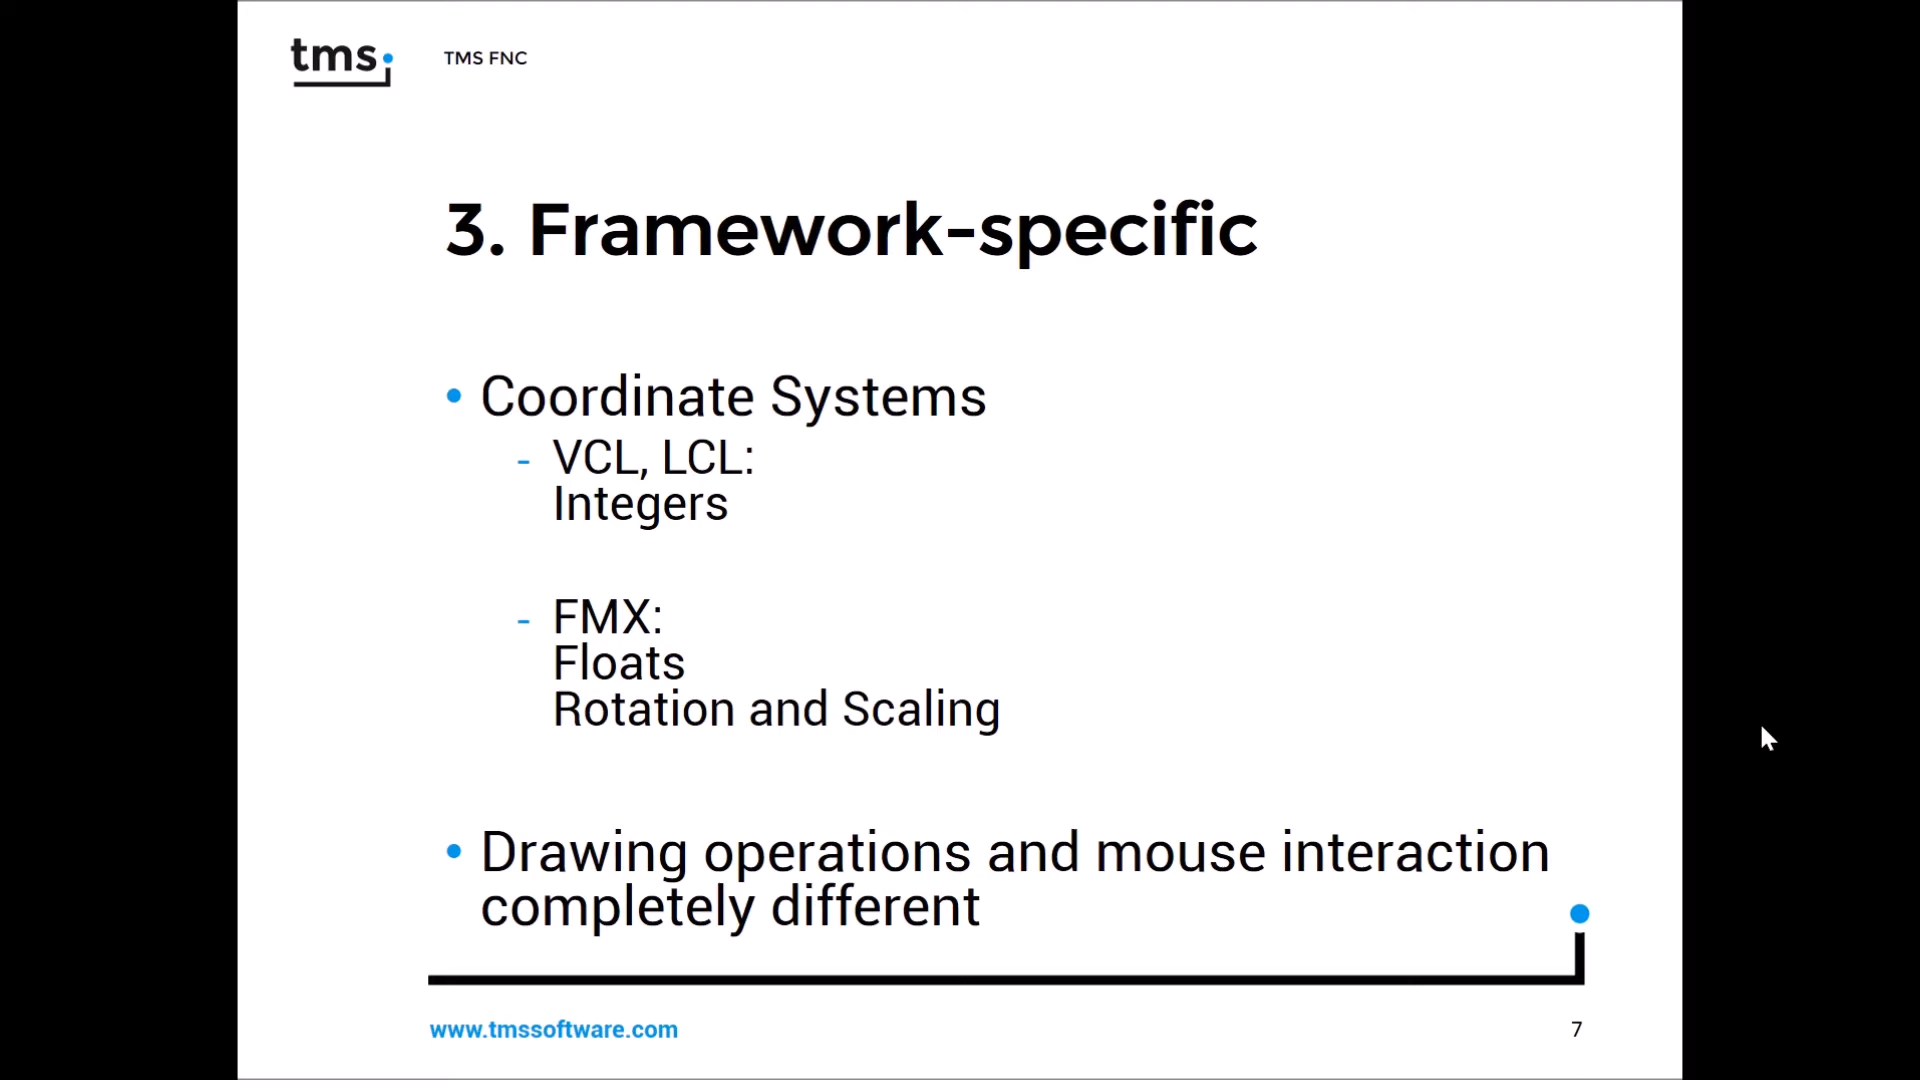 tms
TMS FNC
3. Framework-specific
• Coordinate Systems
- VCL, LCL:
Integers
- FMX:
Floats
Rotation and Scaling
• Drawing operations and mouse interaction
completely different
www.tmssoftware.com
7